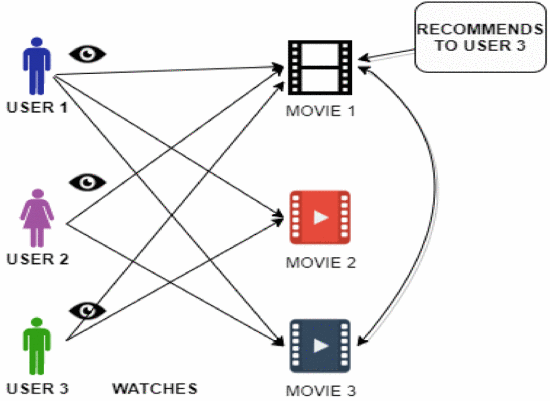 RECOMMENDS
TO USER 3
USER 1
MOVIE 1
USER 2
MOVIE 2
USER 3
WATCHES
MOVIE 3